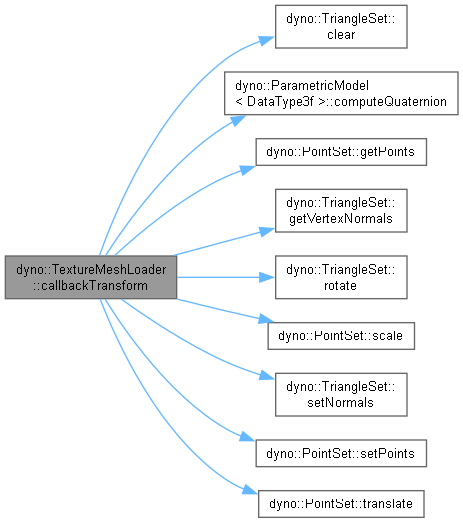 dyno::TriangleSet::
clear
dyno::ParametricModel
< DataType3f >::computeQuaternion
dyno::PointSet::getPoints
dyno::TriangleSet::
getVertexNormals
dyno::TextureMeshLoader
::callbackTransform
dyno::TriangleSet::
rotate
dyno::PointSet::scale
dyno::TriangleSet::
setNormals
dyno::PointSet::setPoints
dyno::PointSet::translate